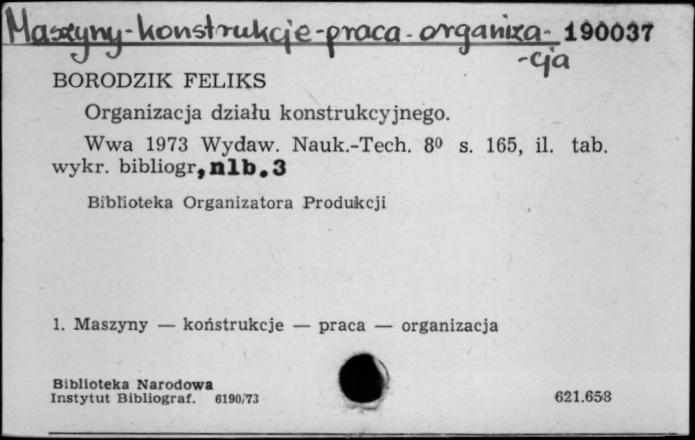 Maszyny-konstrukcje-praca-organiza- 190037
-cja
BORODZIK FELIKS
Organizacja działu konstrukcyjnego.
Wwa 1973 Wydaw. Nauk.-Tech. 8⁰ s. 165, il. tab.
wykr. bibliogr, nlb. 3
Biblioteka Organizatora Produkcji
1. Maszyny — koństrukcje — praca — organizacja
Biblioteka Narodowa
Instytut Bibliograf. 6190/73 621.658